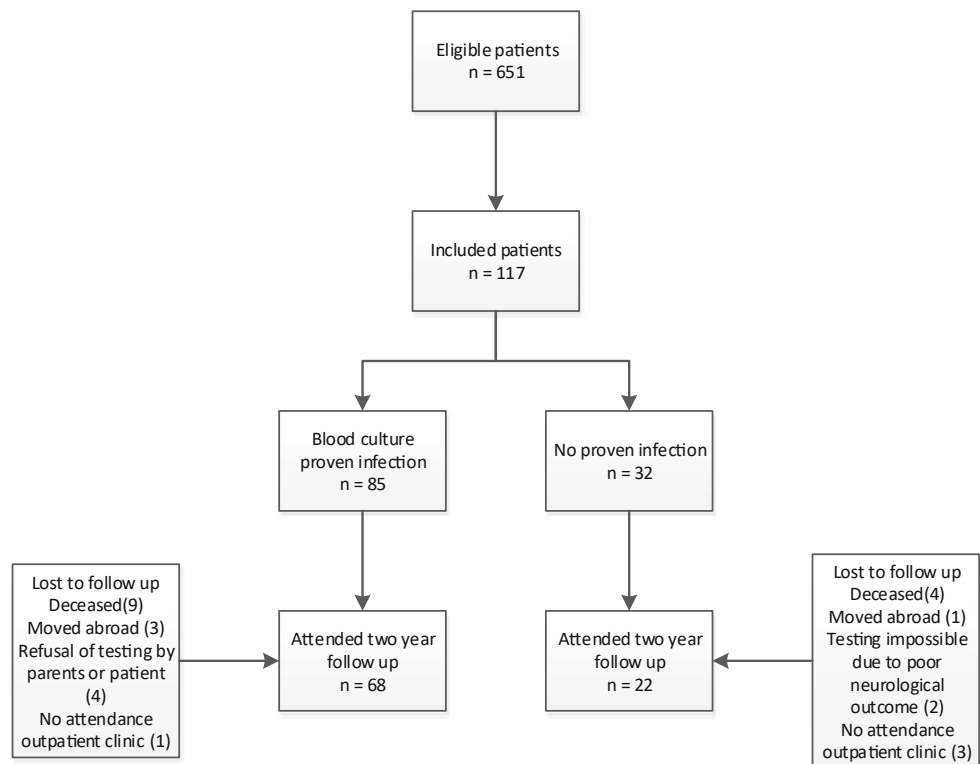 Eligible patients
n = 651
Included patients
n = 117
Blood culture
proven infection
n = 85
No proven infection
n = 32
Lost to follow up
Deceased(9)
Moved abroad (3)
Refusal of testing by
parents or patient
(4)
No attendance
outpatient clinic (1)
Attended two year
follow up
n = 68
Attended two year
follow up
n = 22
Lost to follow up
Deceased(4)
Moved abroad (1)
Testing impossible
due to poor
neurological
outcome (2)
No attendance
outpatient clinic (3)